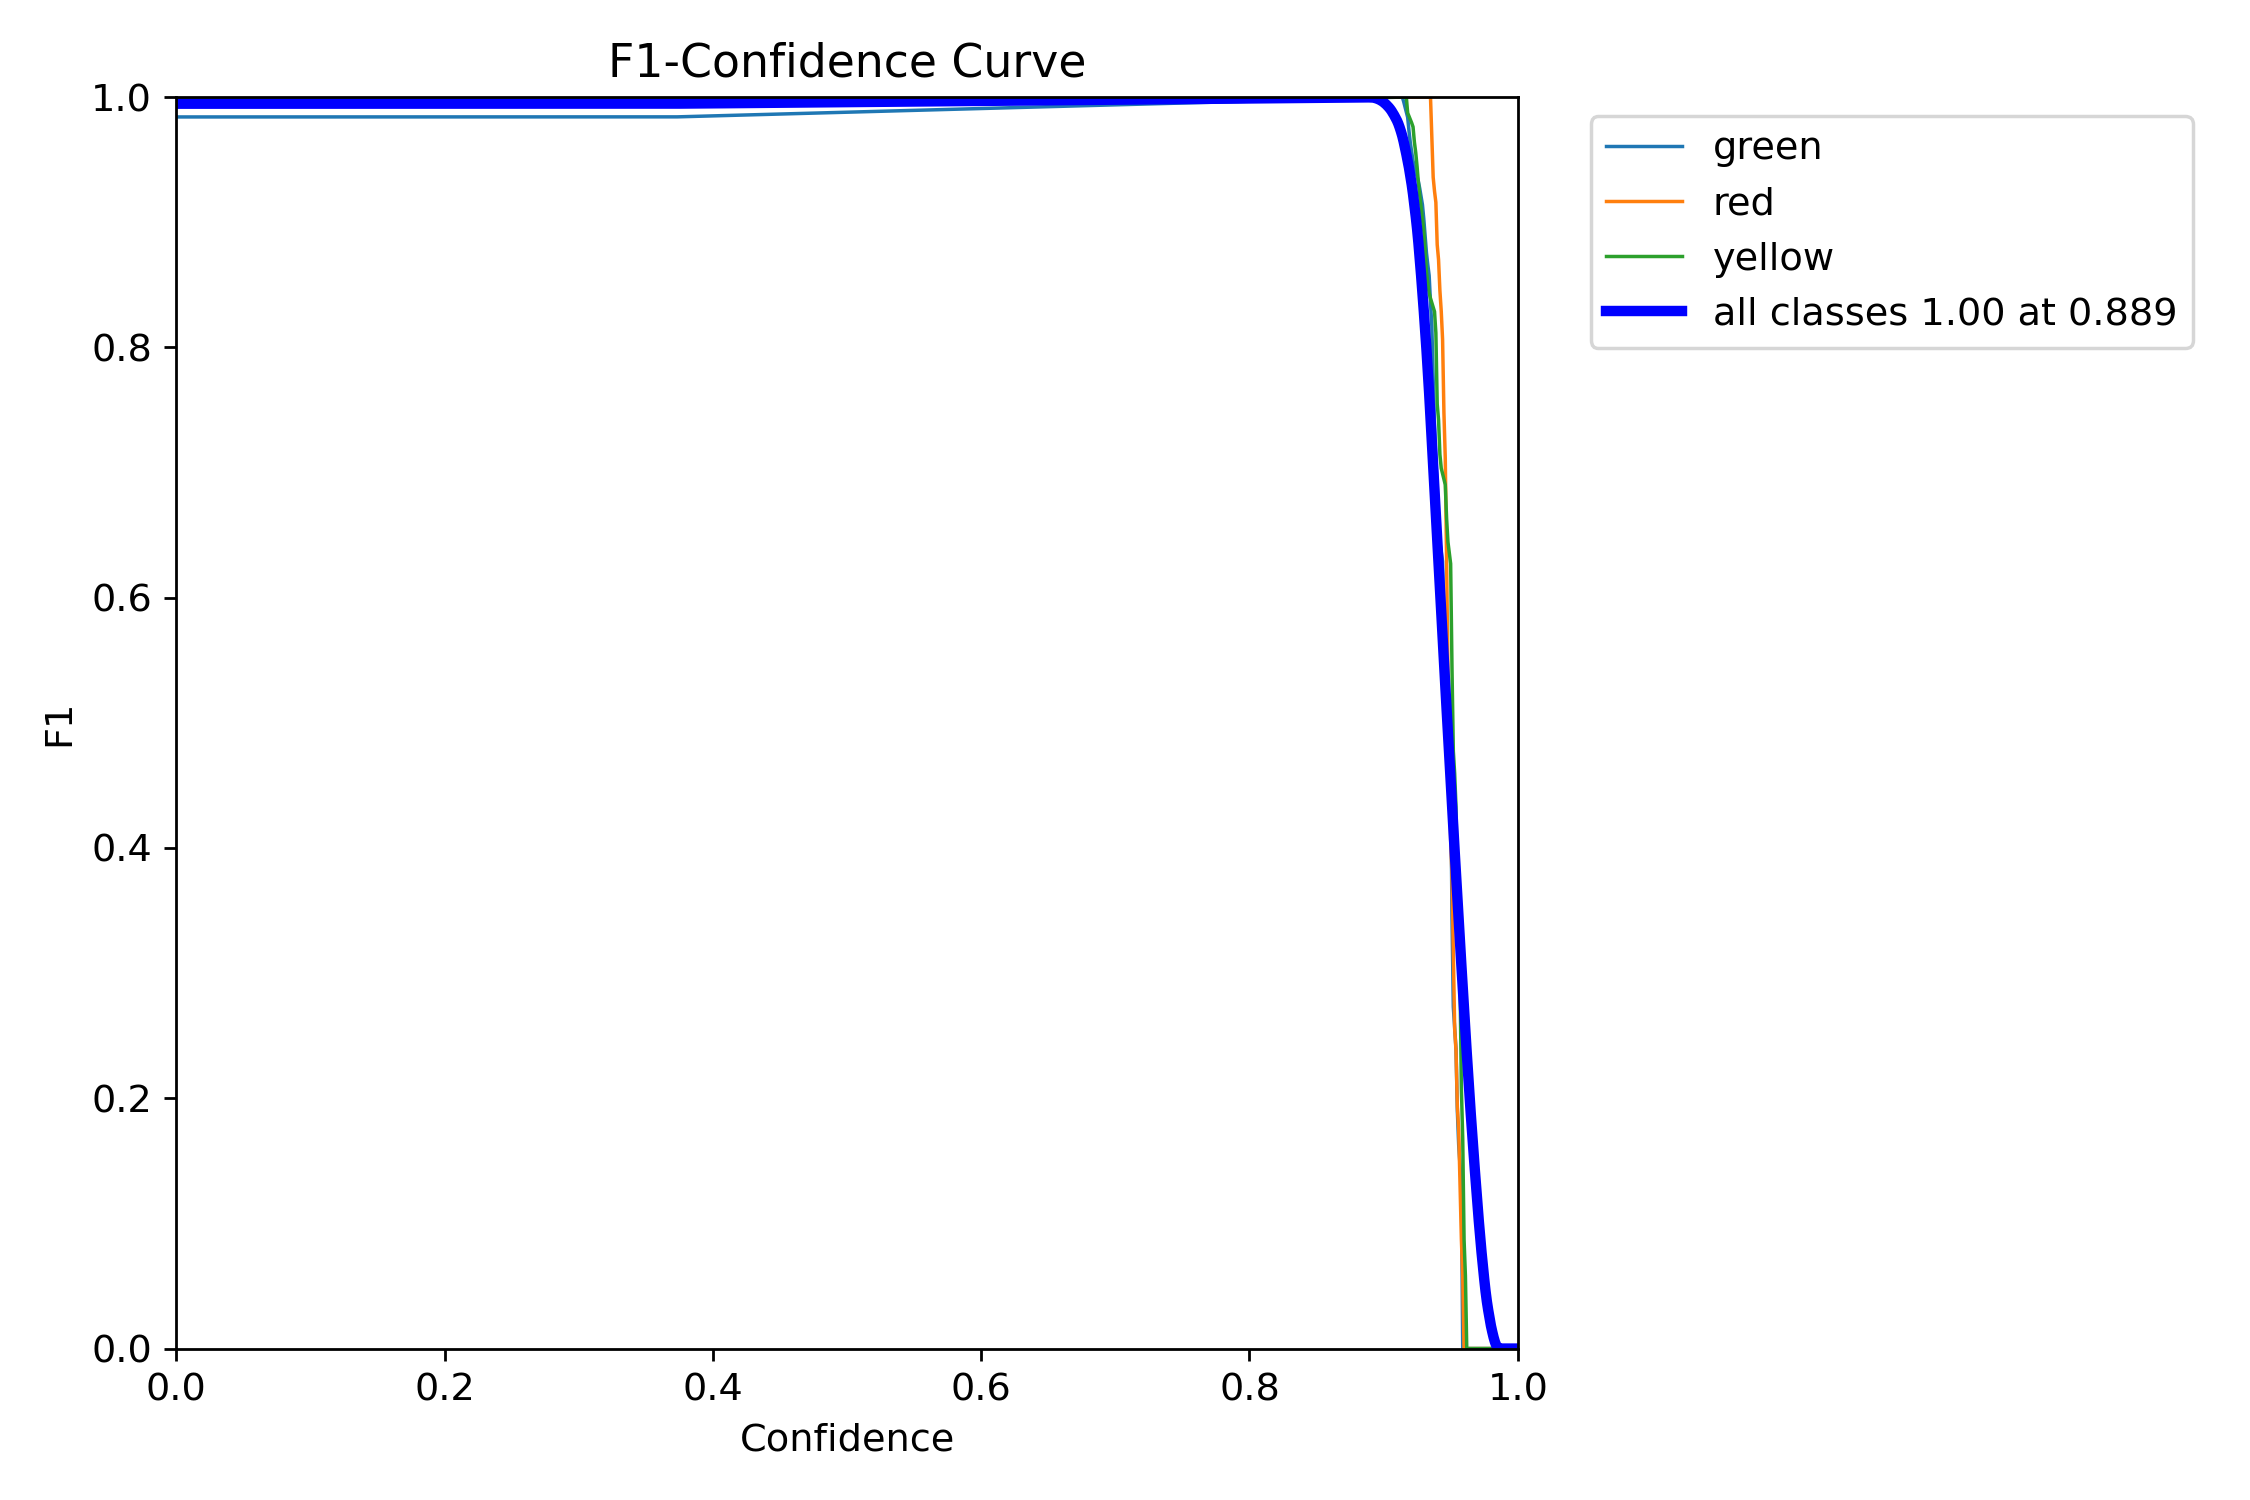 F1-Confidence Curve
1.0
0.8
0.6
0.4
0.2
0.0
F1
0.0 0.2 0.4 0.6 0.8 1.0
Confidence
green
red
yellow
all classes 1.00 at 0.889